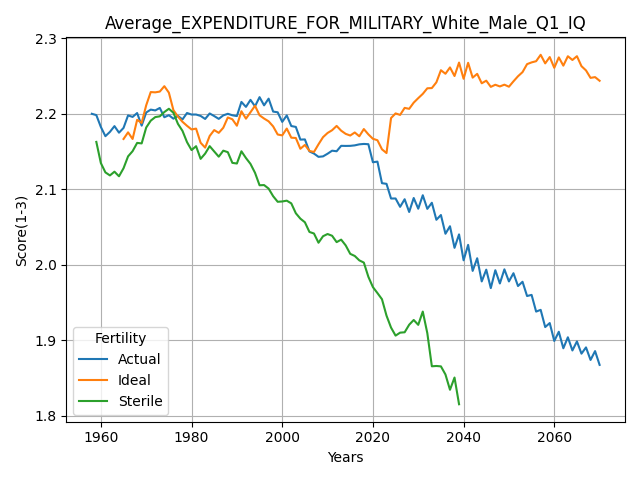 Average_EXPENDITURE_FOR_MILITARY_White_Male_Q1_IQ
2.3
2.2
2.1
2.0
1.9
1.8
Score(1-3)
Fertility
Actual
Ideal
Sterile
1960 1980 2000 2020 2040 2060
Years